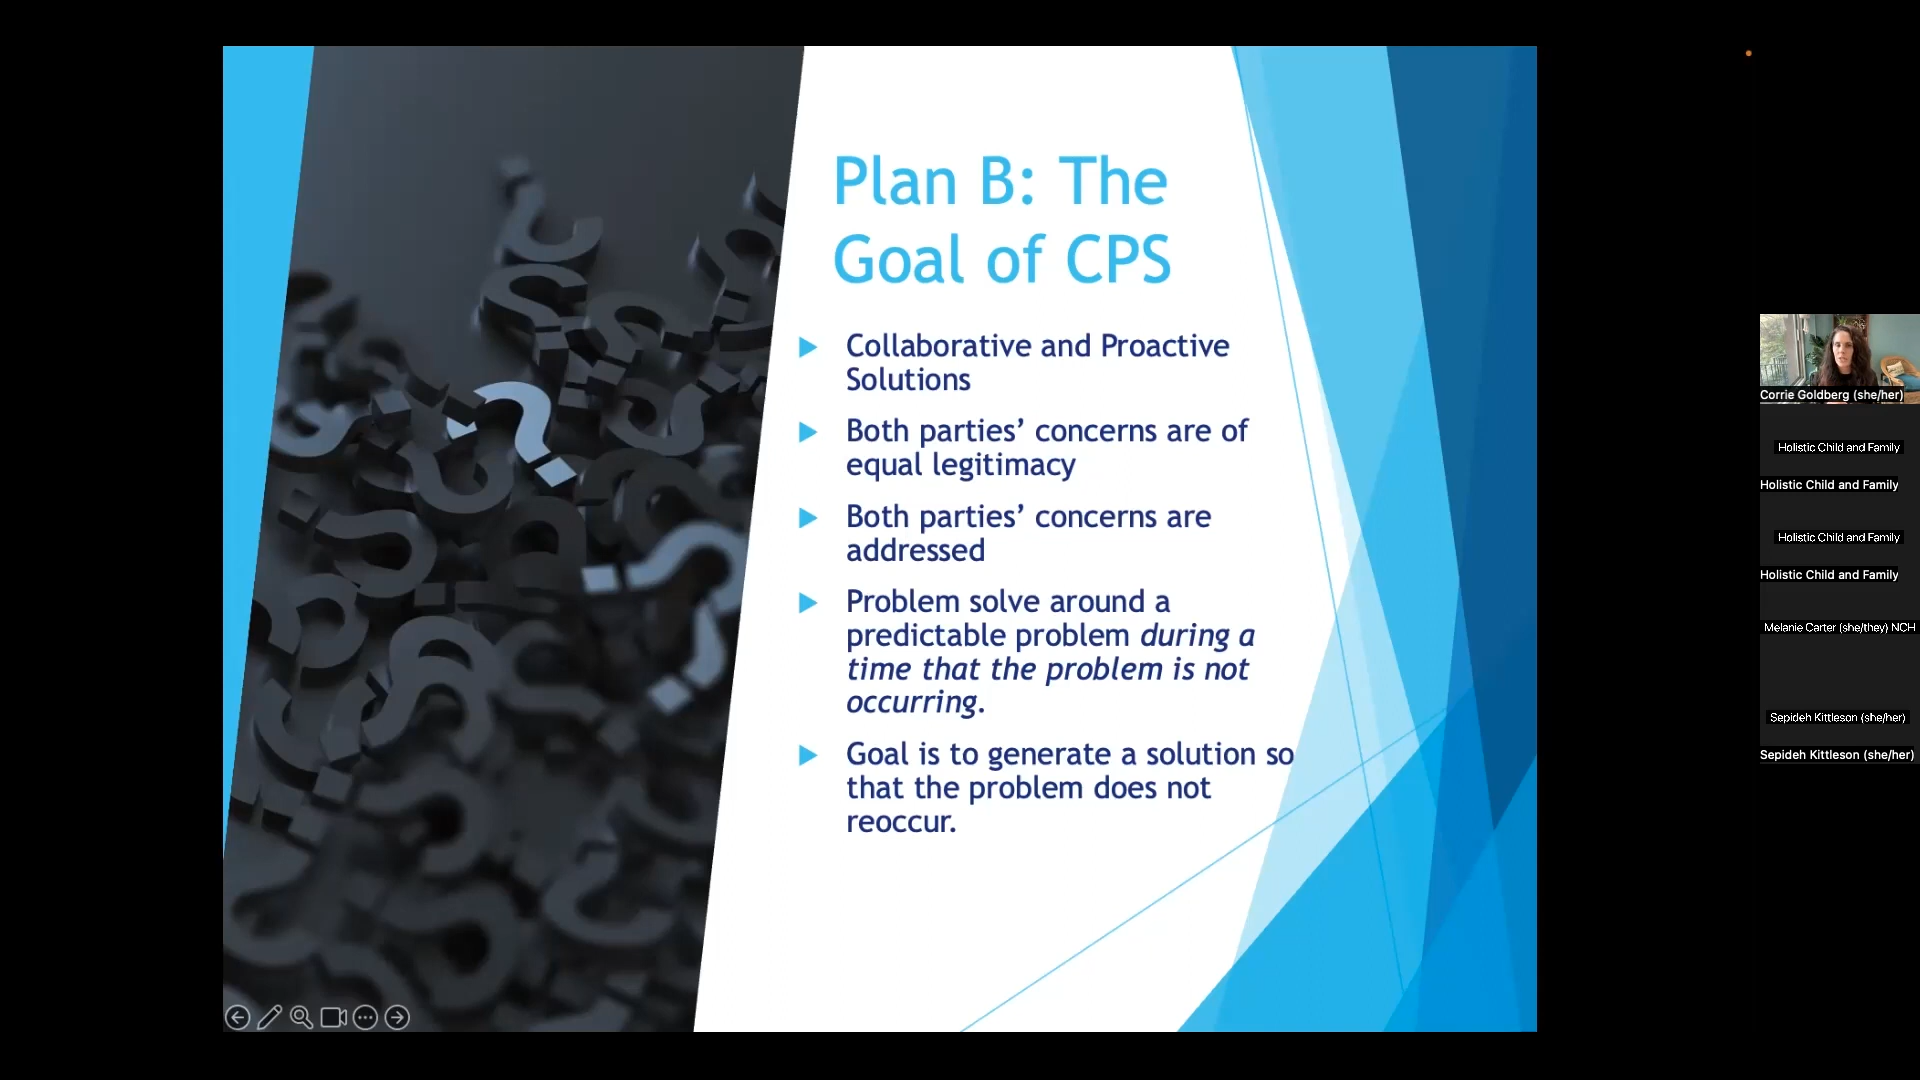 Plan B: The
Goal of CPS
Collaborative and Proactive
Solutions
Both parties’ concerns are of
equal legitimacy
Both parties’ concerns are
addressed
Problem solve around a
predictable problem during a
time that the problem is not
occurring.
Goal is to generate a solution so
that the problem does not
reoccur.
Corrie Goldberg (she/her)
Holistic Child and Family
Holistic Child and Family
Holistic Child and Family
Holistic Child and Family
Melanie Carter (she/they) NCH
Sepideh Kittleson (she/her)
Sepideh Kittleson (she/her)